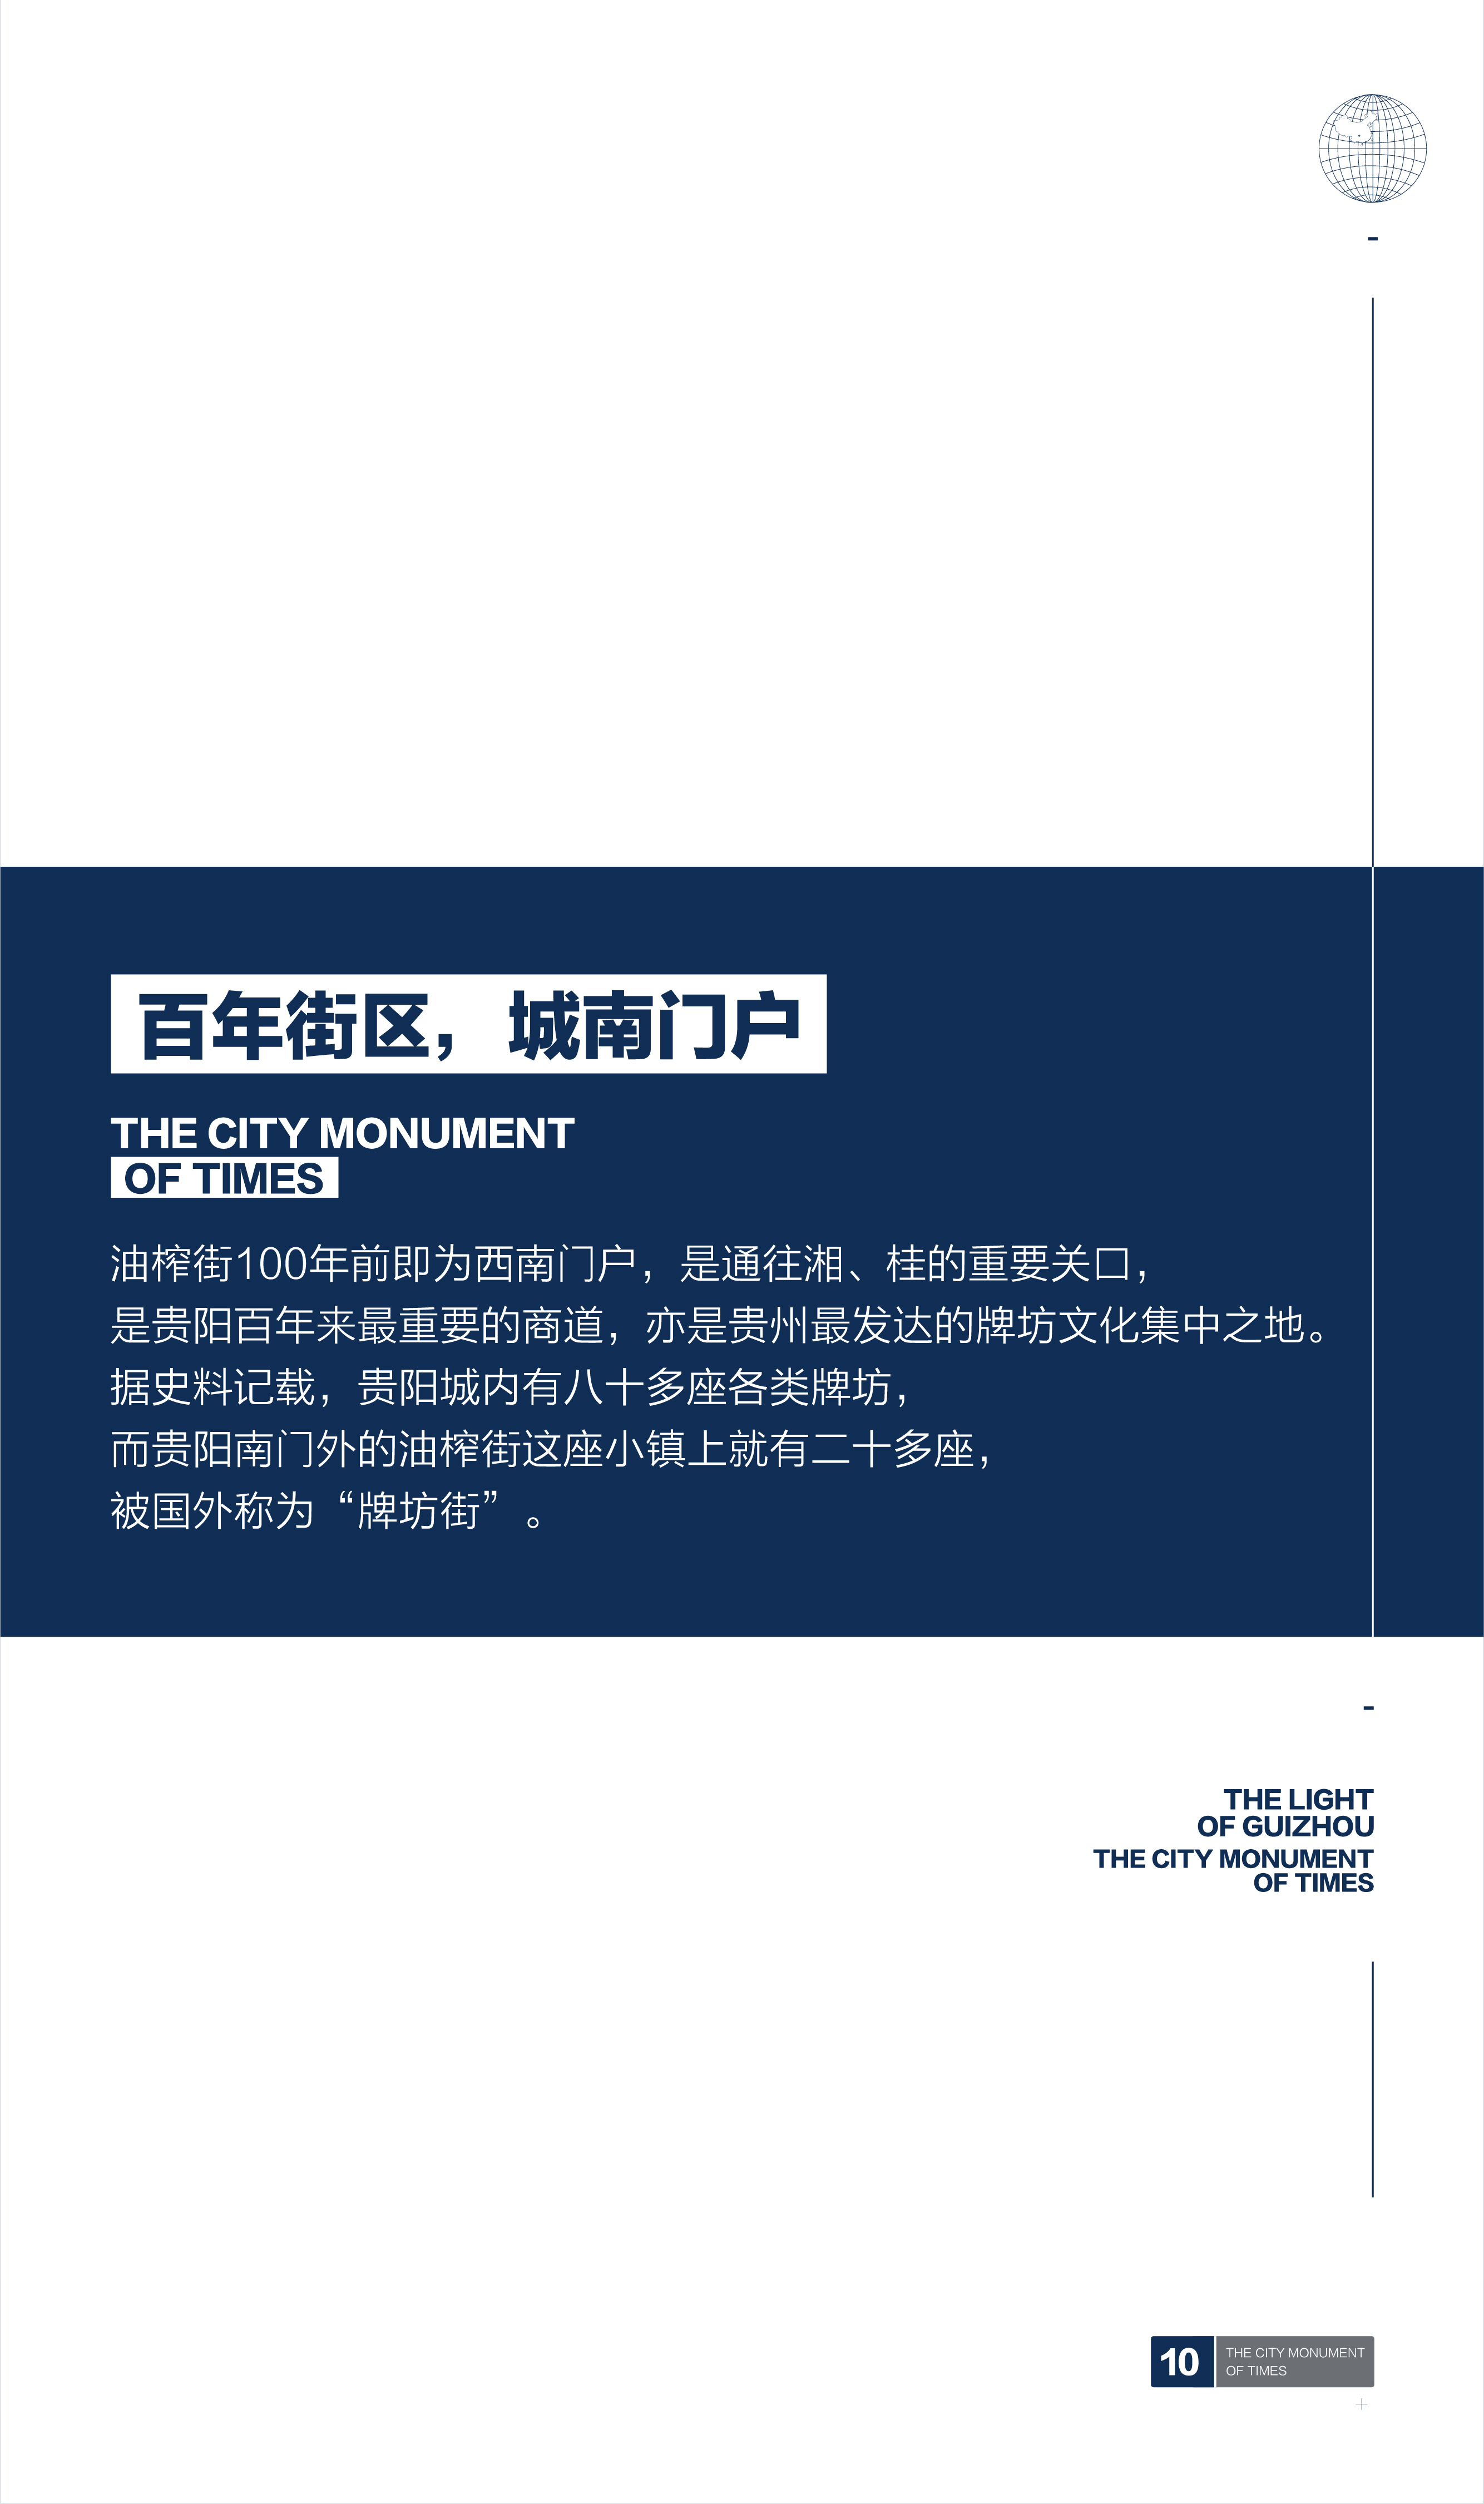 百年街区，城南门户
THE CITY MONUMENT
OF TIMES
油榨街100年前即为西南门户，是通往湘、桂的重要关口，
是贵阳百年来最重要的商道，亦是贵州最发达的牌坊文化集中之地。
据史料记载，贵阳城内有八十多座各类牌坊，
而贵阳南门外的油榨街这座小镇上就有二十多座，
被国外称为“牌坊街”。
THE LIGHT
OF GUIZHOU
THE CITY MONUMENT
OF TIMES
10
THE CITY MONUMENT
OF TIMES